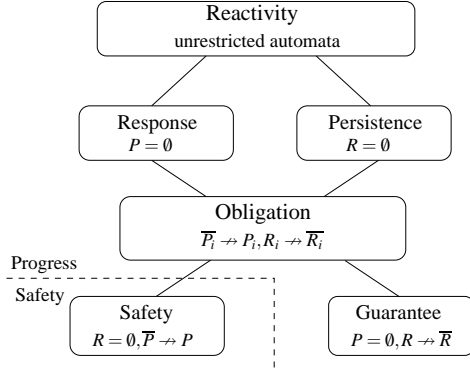 Reactivity
unrestricted automata
Response
P = ∅
Persistence
R = ∅
Obligation
P̅ᵢ ↛ Pᵢ, Rᵢ ↛ R̅ᵢ
Progress
Safety
Safety
R = ∅, P̅ ↛ P
Guarantee
P = ∅, R ↛ R̅